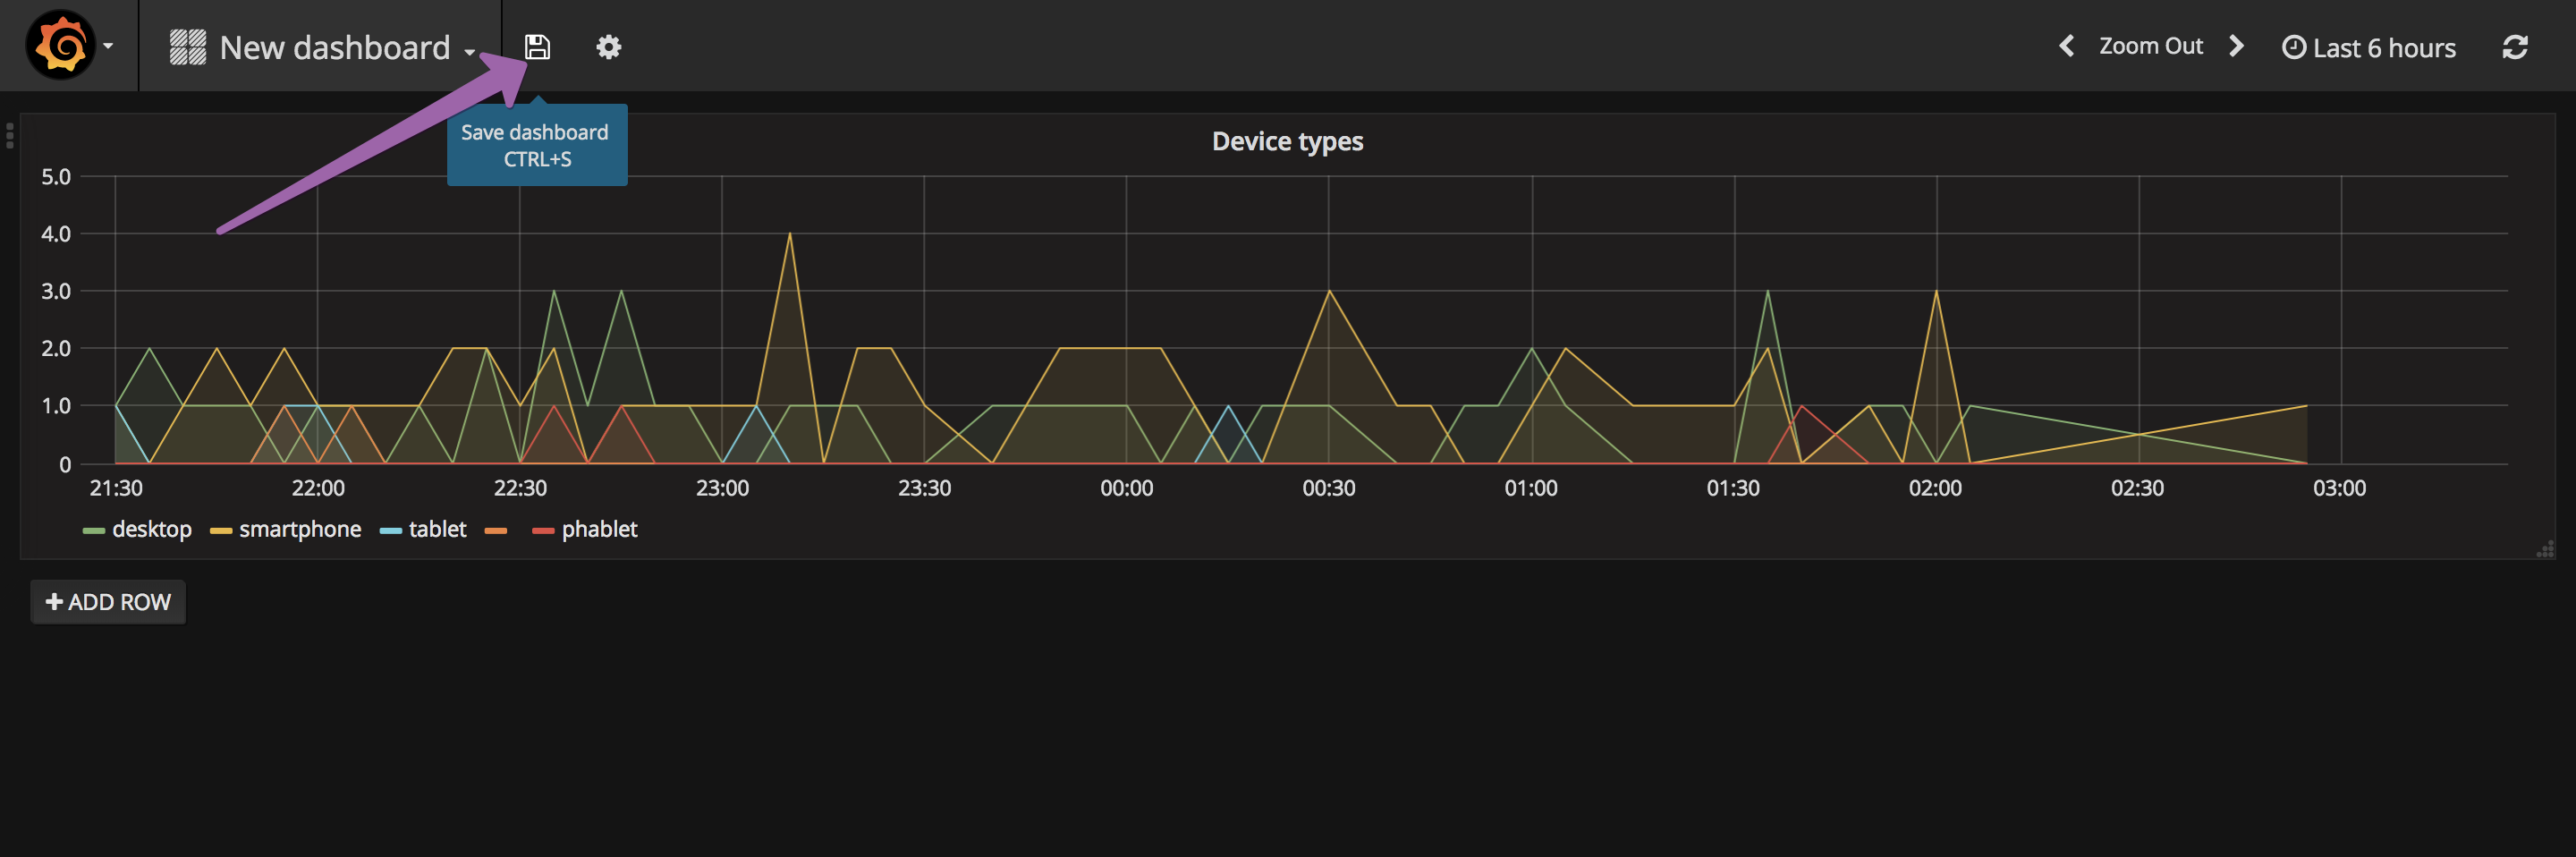 New dashboard
Zoom Out
Last 6 hours
Save dashboard
CTRL+S
Device types
5.0
4.0
3.0
2.0
1.0
0
21:30 22:00 22:30 23:00 23:30 00:00 00:30 01:00 01:30 02:00 02:30 03:00
desktop smartphone tablet phablet
ADD ROW